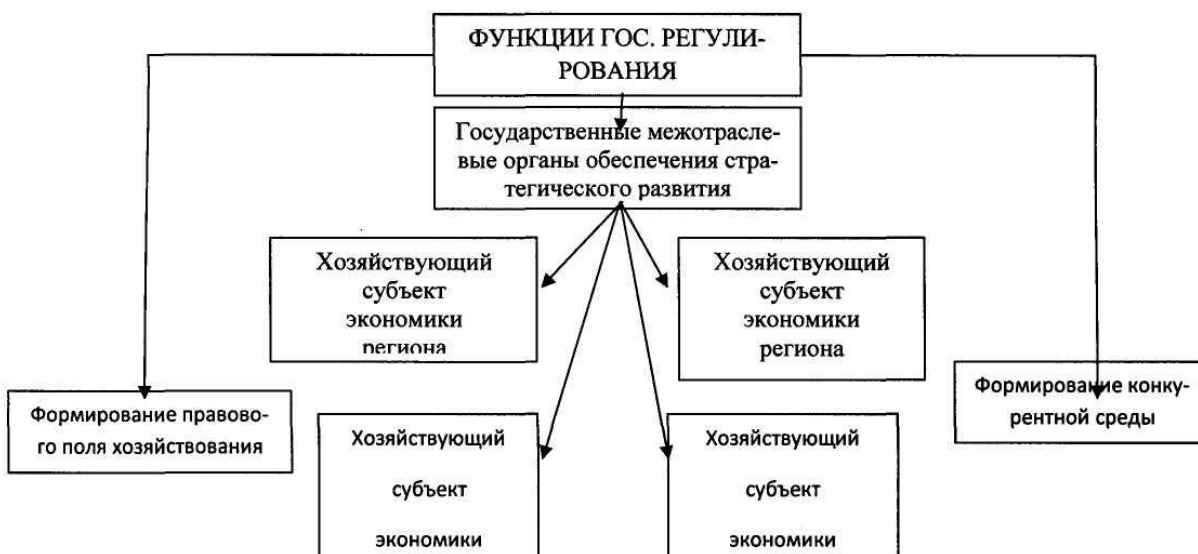 ФУНКЦИИ ГОС. РЕГУЛИ-
РОВАНИЯ
Государственные межотрасле-
вые органы обеспечения стра-
тегического развития
Хозяйствующий
субъект
экономики
региона
Хозяйствующий
субъект
экономики
региона
Формирование правово-
го поля хозяйствования
Формирование конку-
рентной среды
Хозяйствующий
субъект
экономики
Хозяйствующий
субъект
экономики